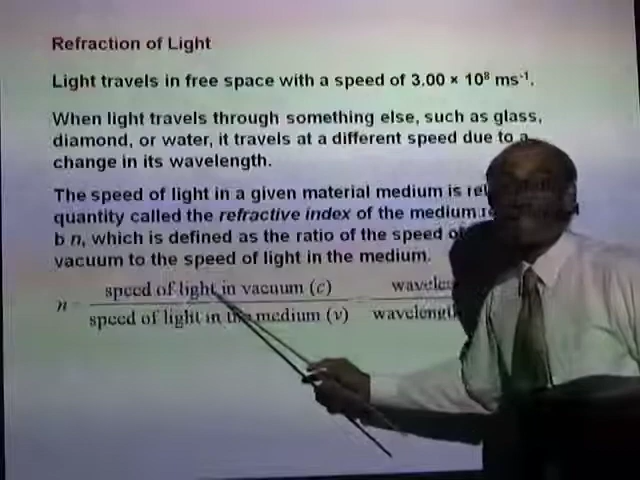 Refraction of Light
Light travels in free space with a speed of 3.00 × 10⁸ ms⁻¹.
When light travels through something else, such as glass,
diamond, or water, it travels at a different speed due to a
change in its wavelength.
The speed of light in a given material medium is
quantity called the refractive index of the medium
b n, which is defined as the ratio of the speed of
vacuum to the speed of light in the medium.
n = speed of light in vacuum (c) / speed of light in the medium (v) =